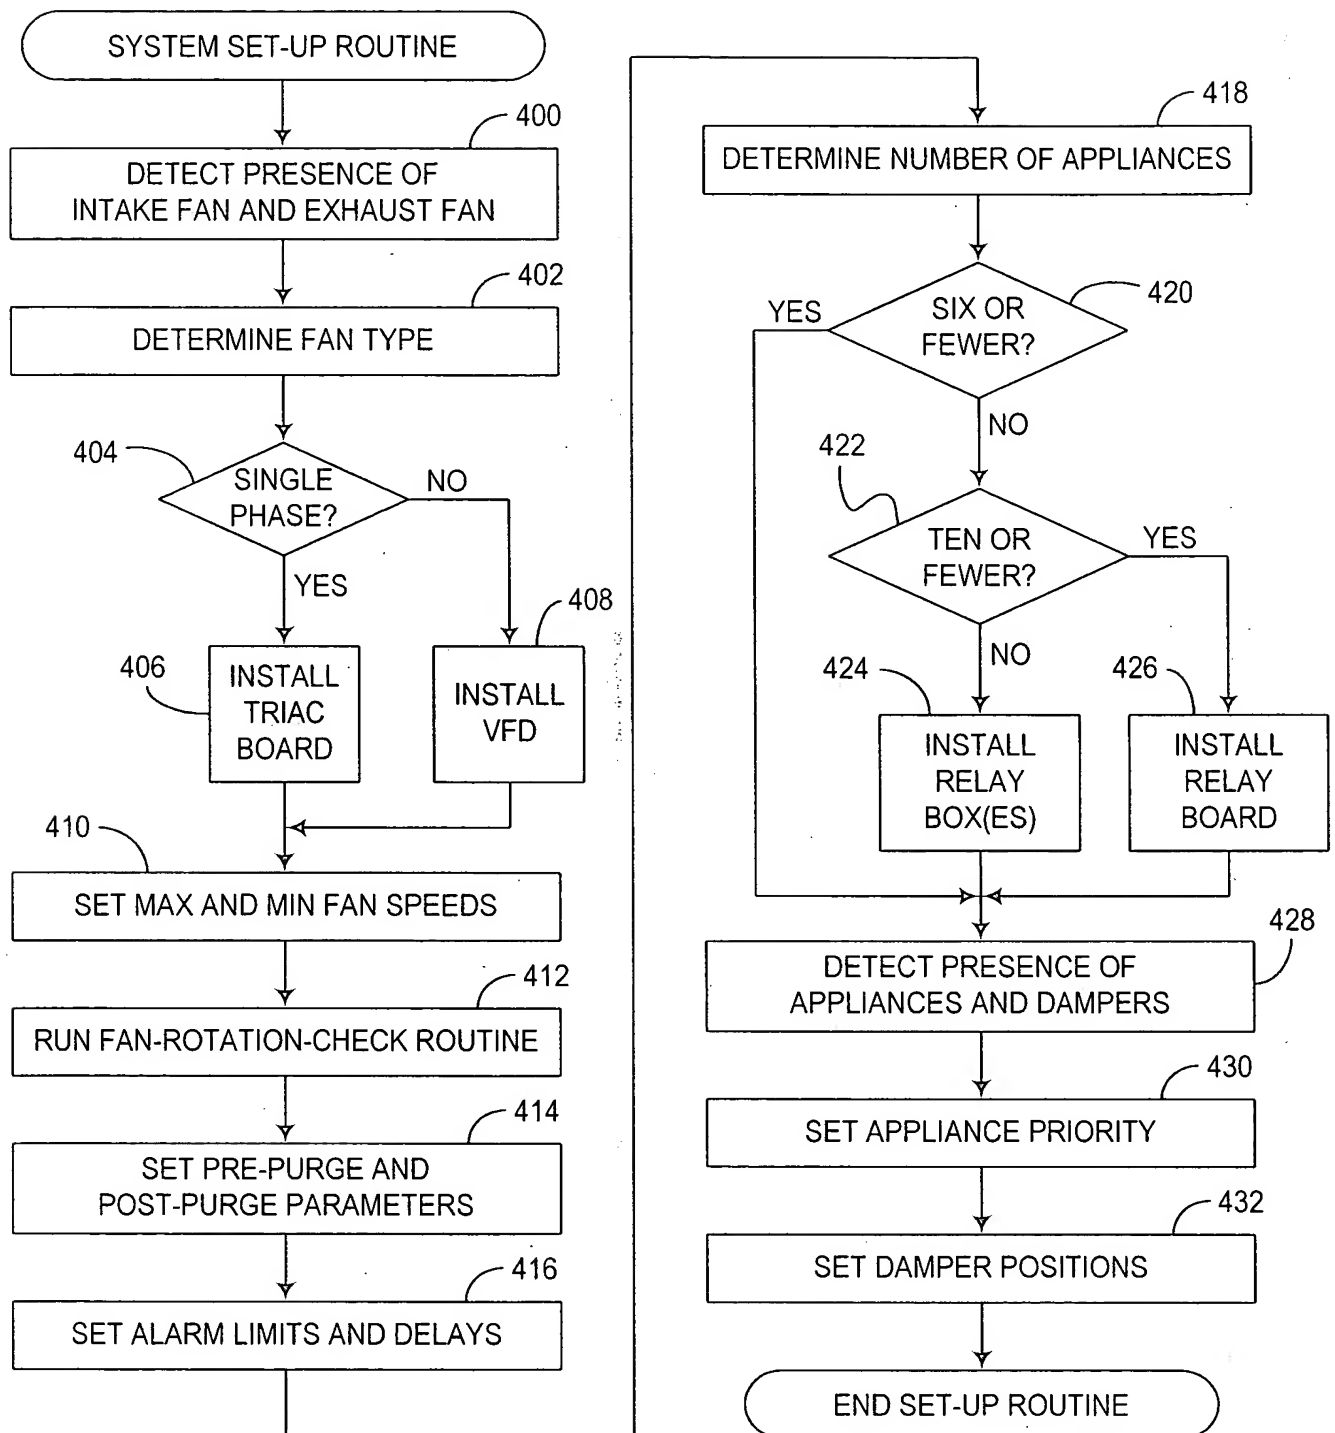 SYSTEM SET-UP ROUTINE
400
DETECT PRESENCE OF
INTAKE FAN AND EXHAUST FAN
402
DETERMINE FAN TYPE
404
SINGLE
PHASE?
NO
YES
408
406
INSTALL
TRIAC
BOARD
INSTALL
VFD
410
SET MAX AND MIN FAN SPEEDS
412
RUN FAN-ROTATION-CHECK ROUTINE
414
SET PRE-PURGE AND
POST-PURGE PARAMETERS
416
SET ALARM LIMITS AND DELAYS
418
DETERMINE NUMBER OF APPLIANCES
420
YES
SIX OR
FEWER?
NO
422
TEN OR
FEWER?
YES
NO
424
426
INSTALL
RELAY
BOX(ES)
INSTALL
RELAY
BOARD
428
DETECT PRESENCE OF
APPLIANCES AND DAMPERS
430
SET APPLIANCE PRIORITY
432
SET DAMPER POSITIONS
END SET-UP ROUTINE